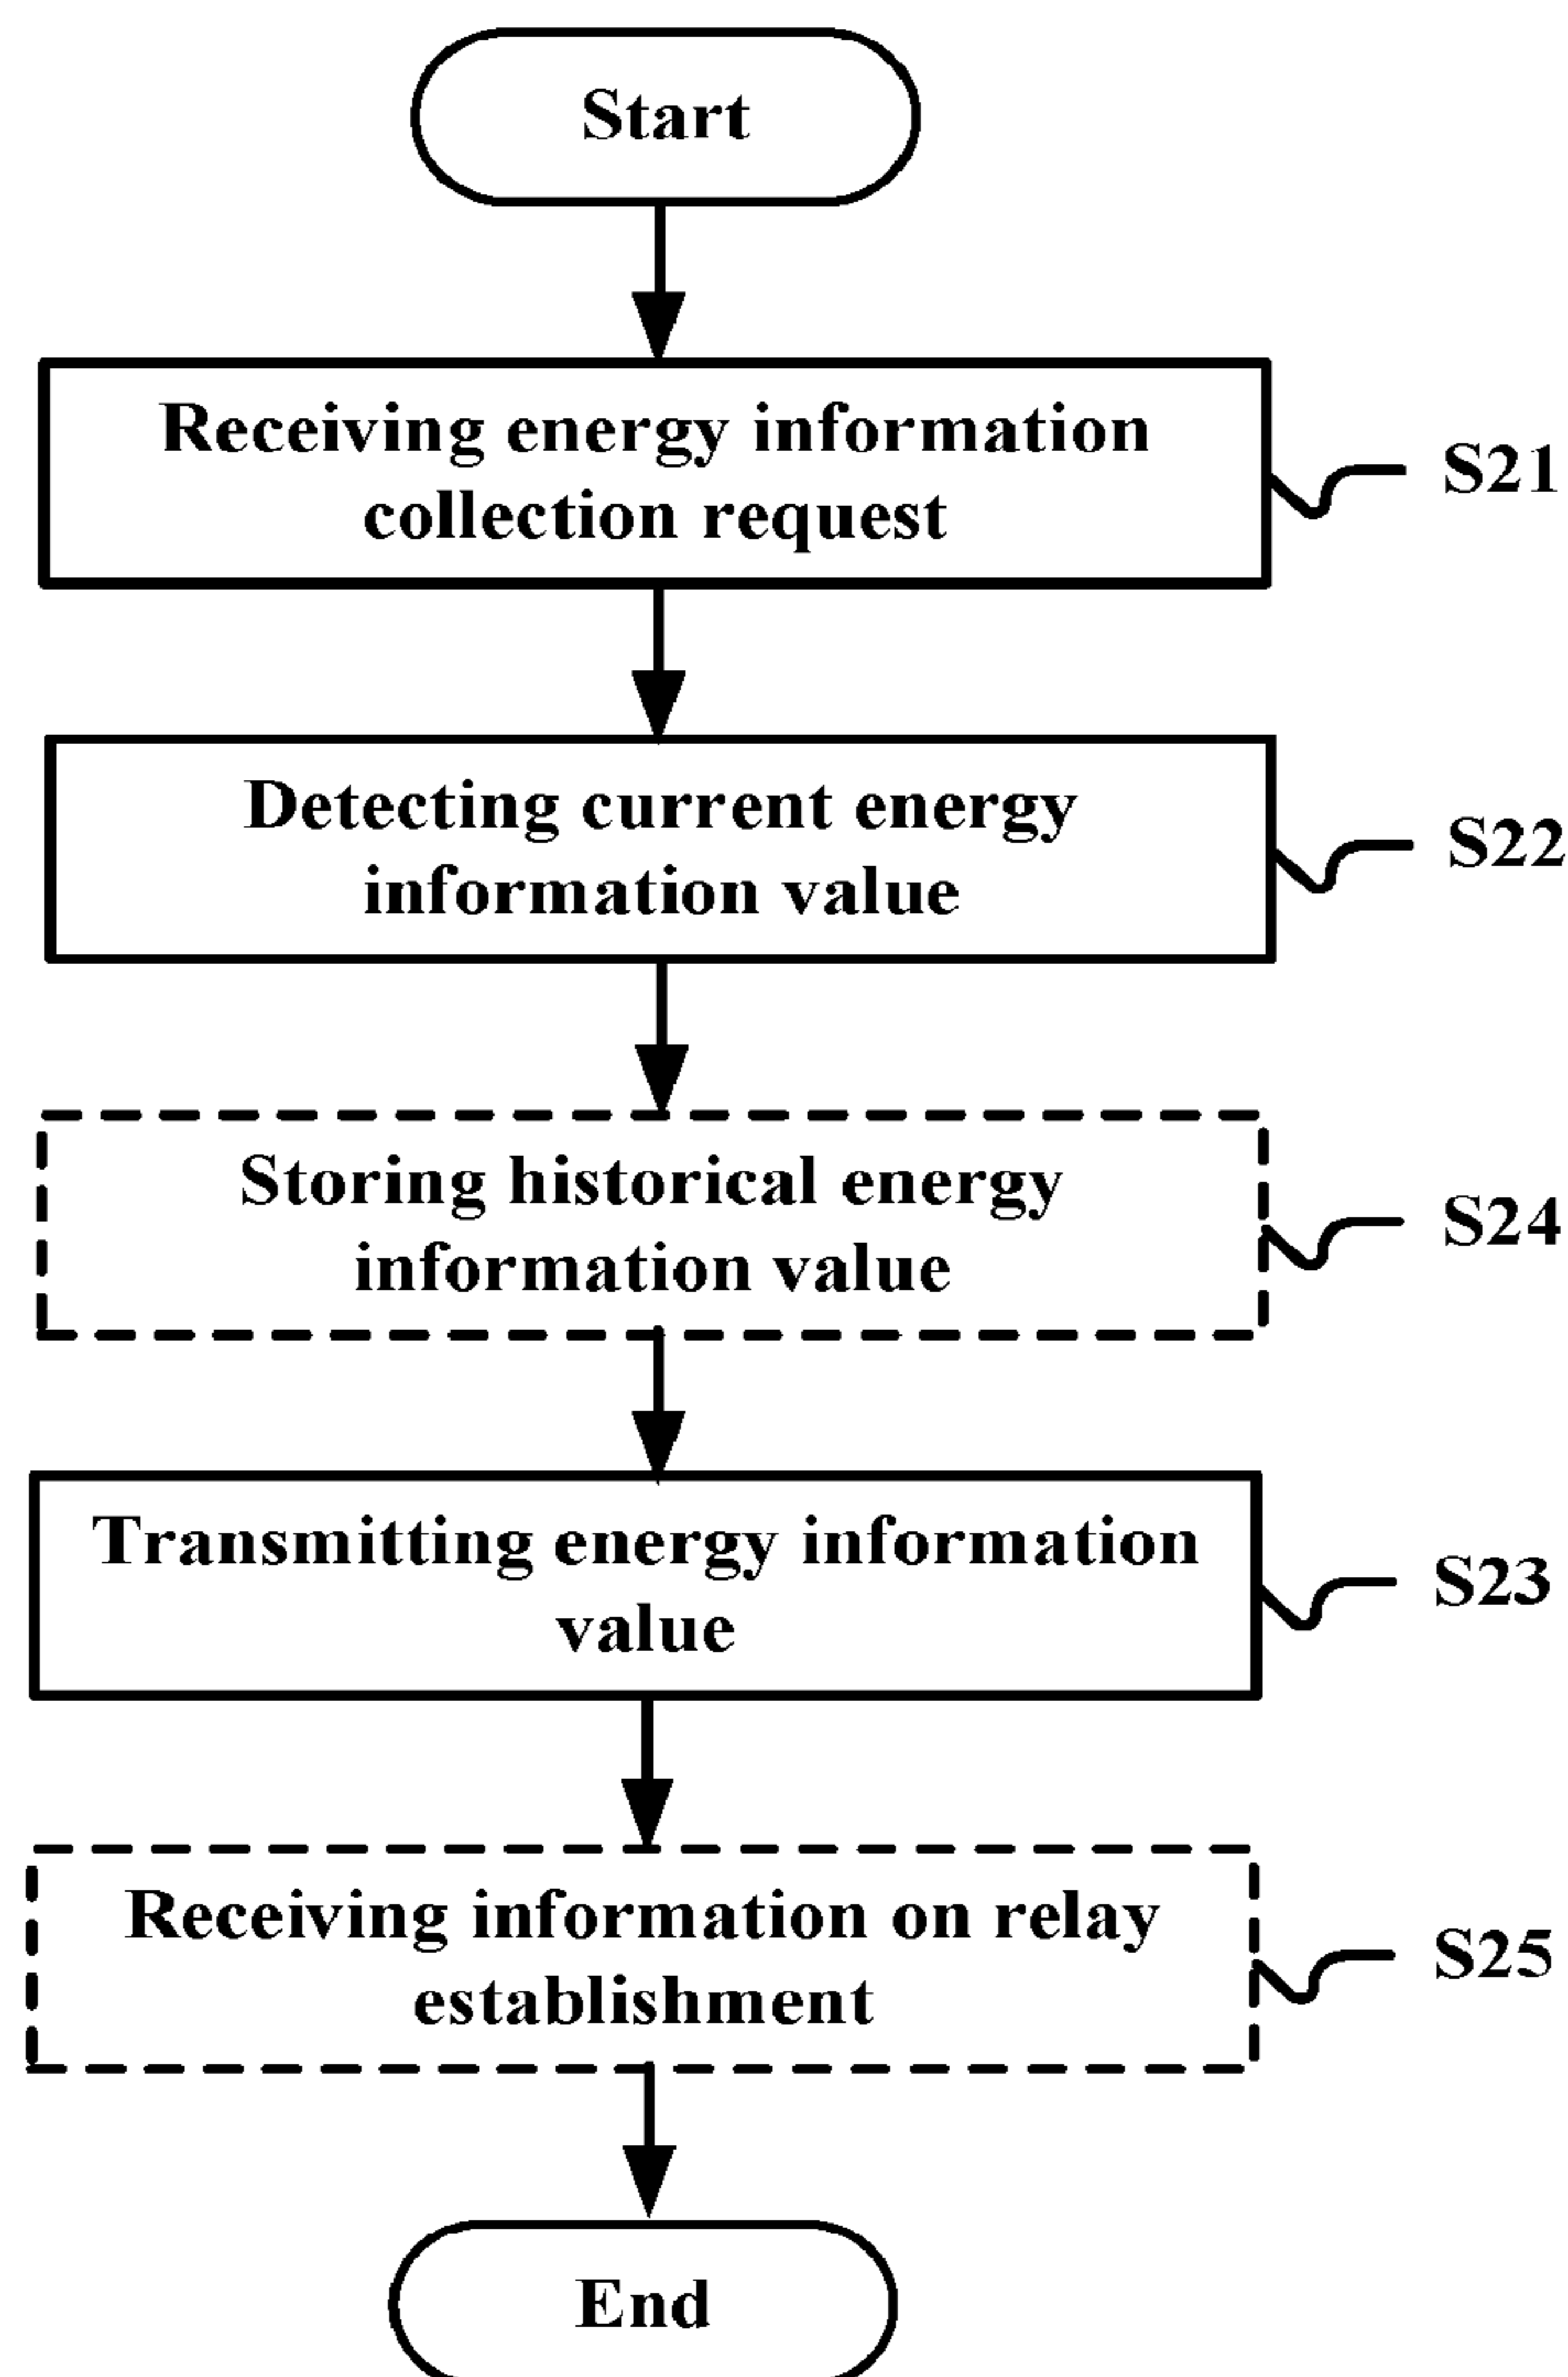 Start
Receiving energy information
collection request
S21
Detecting current energy
information value
S22
Storing historical energy
information value
S24
Transmitting energy information
value
S23
Receiving information on relay
establishment
S25
End